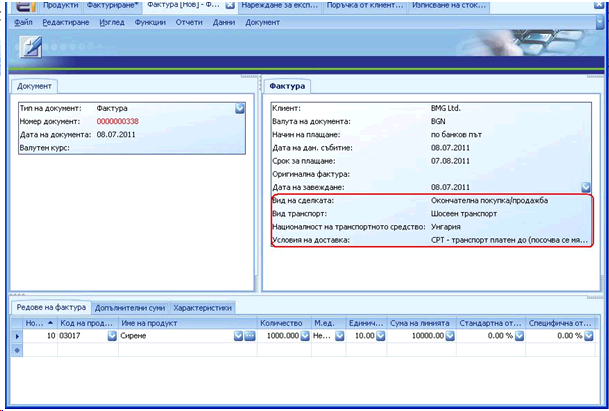 Продукти Фактуриране* Фактура [Нов] - Ф... Нареждане за експ... Поръчка от клиент... Изписване на сток...
Файл Редактиране Изглед Функции Отчети Данни Документ
Документ
Тип на документ: Фактура
Номер документ: 0000000338
Дата на документа: 08.07.2011
Валутен курс:
Фактура
Клиент: BMG Ltd.
Валута на документа: BGN
Начин на плащане: по банков път
Дата на дан. събитие: 08.07.2011
Срок за плащане: 07.08.2011
Оригинална фактура:
Дата на завеждане: 08.07.2011
Вид на сделката: Окончателна покупка/продажба
Вид транспорт: Шосеен транспорт
Националност на транспортното средство: Унгария
Условия на доставка: CPT - транспорт платен до (посочва се мя...
Редове на фактура Допълнителни суми Характеристики
Но... Код на прод... Име на продукт Количество М.ед. Единич... Сума на линията Стандартна от... Специфична от...
10 03017 Сирене 1000.000 Не... 10.00 10000.00 0.00 % 0.00 %